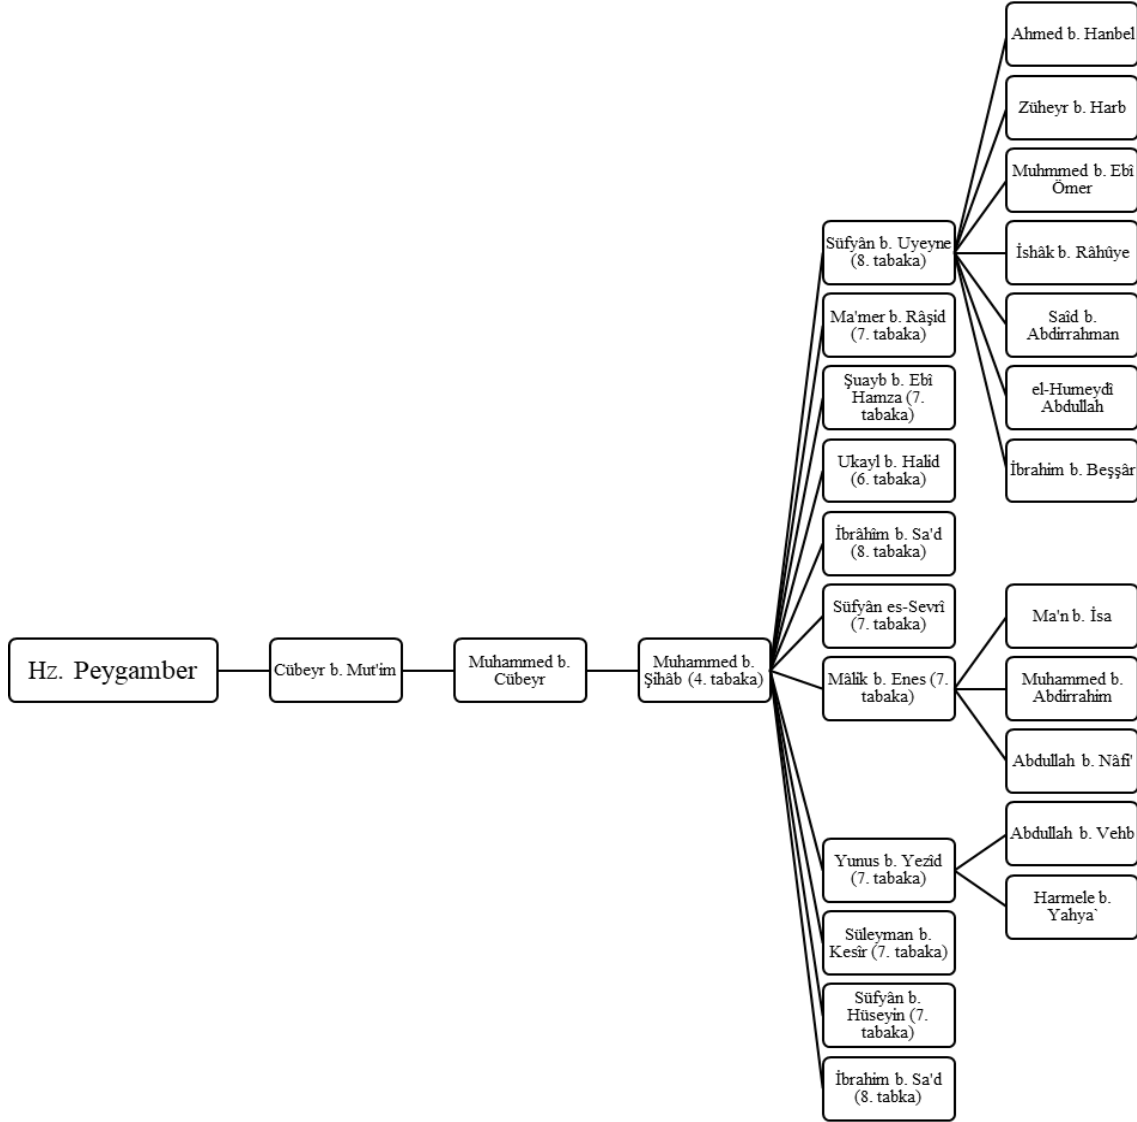 Hz. Peygamber
Cübeyr b. Mut'im
Muhammed b.
Cübeyr
Muhammed b.
Şihâb (4. tabaka)
Süfyân b. Uyeyne
(8. tabaka)
Ahmed b. Hanbel
Züheyr b. Harb
Muhmmed b. Ebî
Ömer
İshâk b. Râhûye
Saîd b.
Abdirrahman
el-Humeydî
Abdullah
İbrahim b. Beşşâr
Ma'mer b. Râşid
(7. tabaka)
Şuayb b. Ebî
Hamza (7.
tabaka)
Ukayl b. Halid
(6. tabaka)
İbrâhîm b. Sa'd
(8. tabaka)
Süfyân es-Sevrî
(7. tabaka)
Mâlik b. Enes (7.
tabaka)
Ma'n b. İsa
Muhammed b.
Abdirrahim
Abdullah b. Nâfi'
Yunus b. Yezîd
(7. tabaka)
Abdullah b. Vehb
Harmele b.
Yahya`
Süleyman b.
Kesîr (7. tabaka)
Süfyân b.
Hüseyin (7.
tabaka)
İbrahim b. Sa'd
(8. tabka)